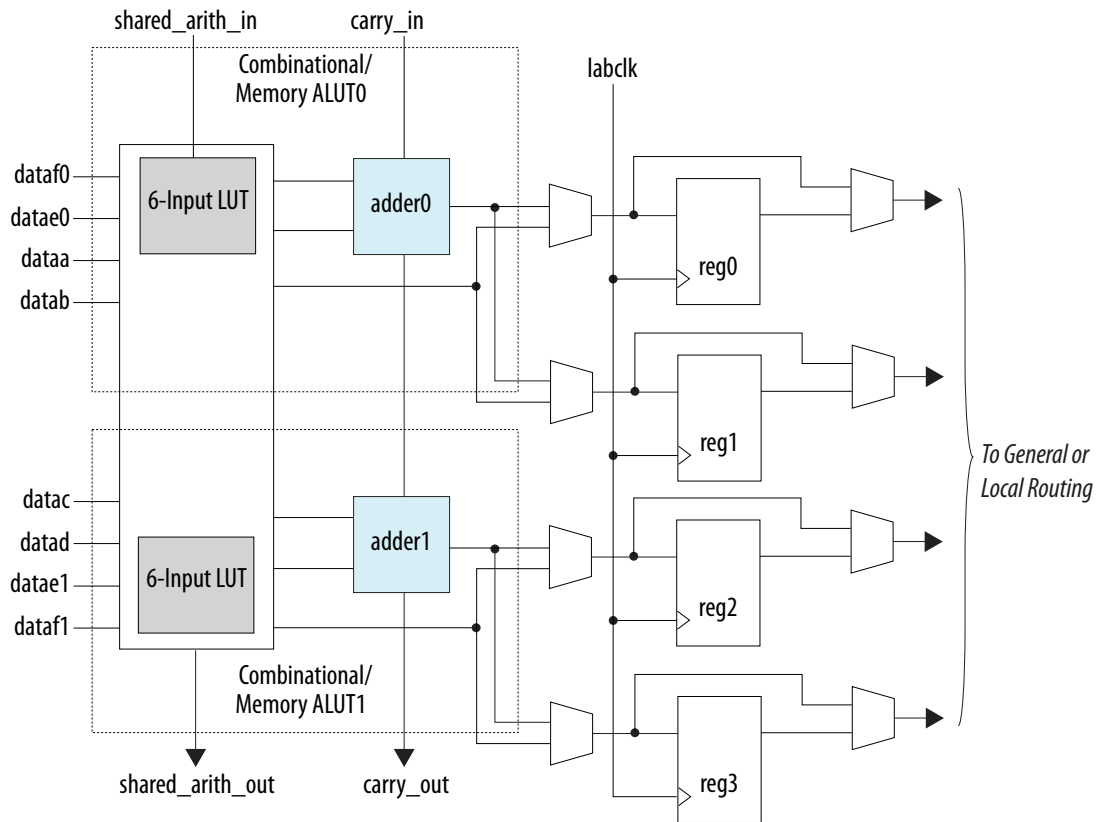 shared_arith_in
carry_in
Combinational/
Memory ALUT0
labclk
dataf0
datae0
dataa
datab
6-Input LUT
adder0
reg0
reg1
datac
datad
datae1
dataf1
6-Input LUT
adder1
reg2
reg3
To General or
Local Routing
Combinational/
Memory ALUT1
shared_arith_out
carry_out